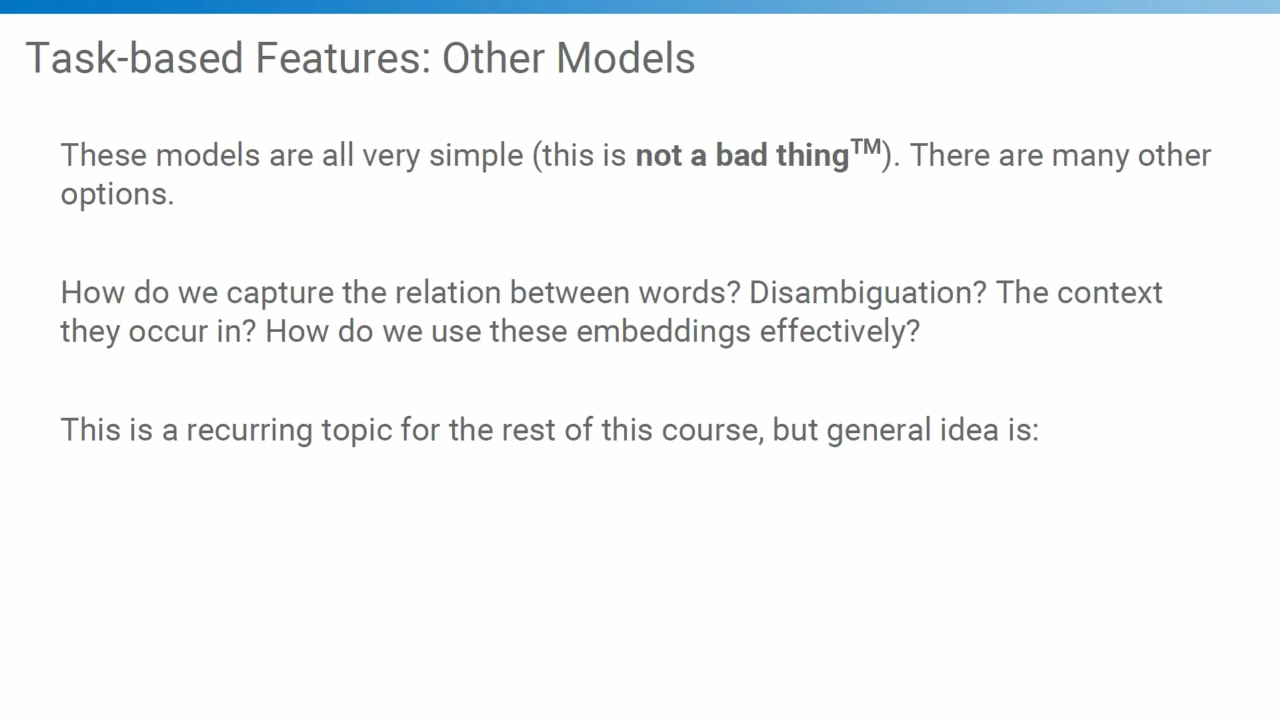 Task-based Features: Other Models
These models are all very simple (this is not a bad thing™). There are many other
options.
How do we capture the relation between words? Disambiguation? The context
they occur in? How do we use these embeddings effectively?
This is a recurring topic for the rest of this course, but general idea is: